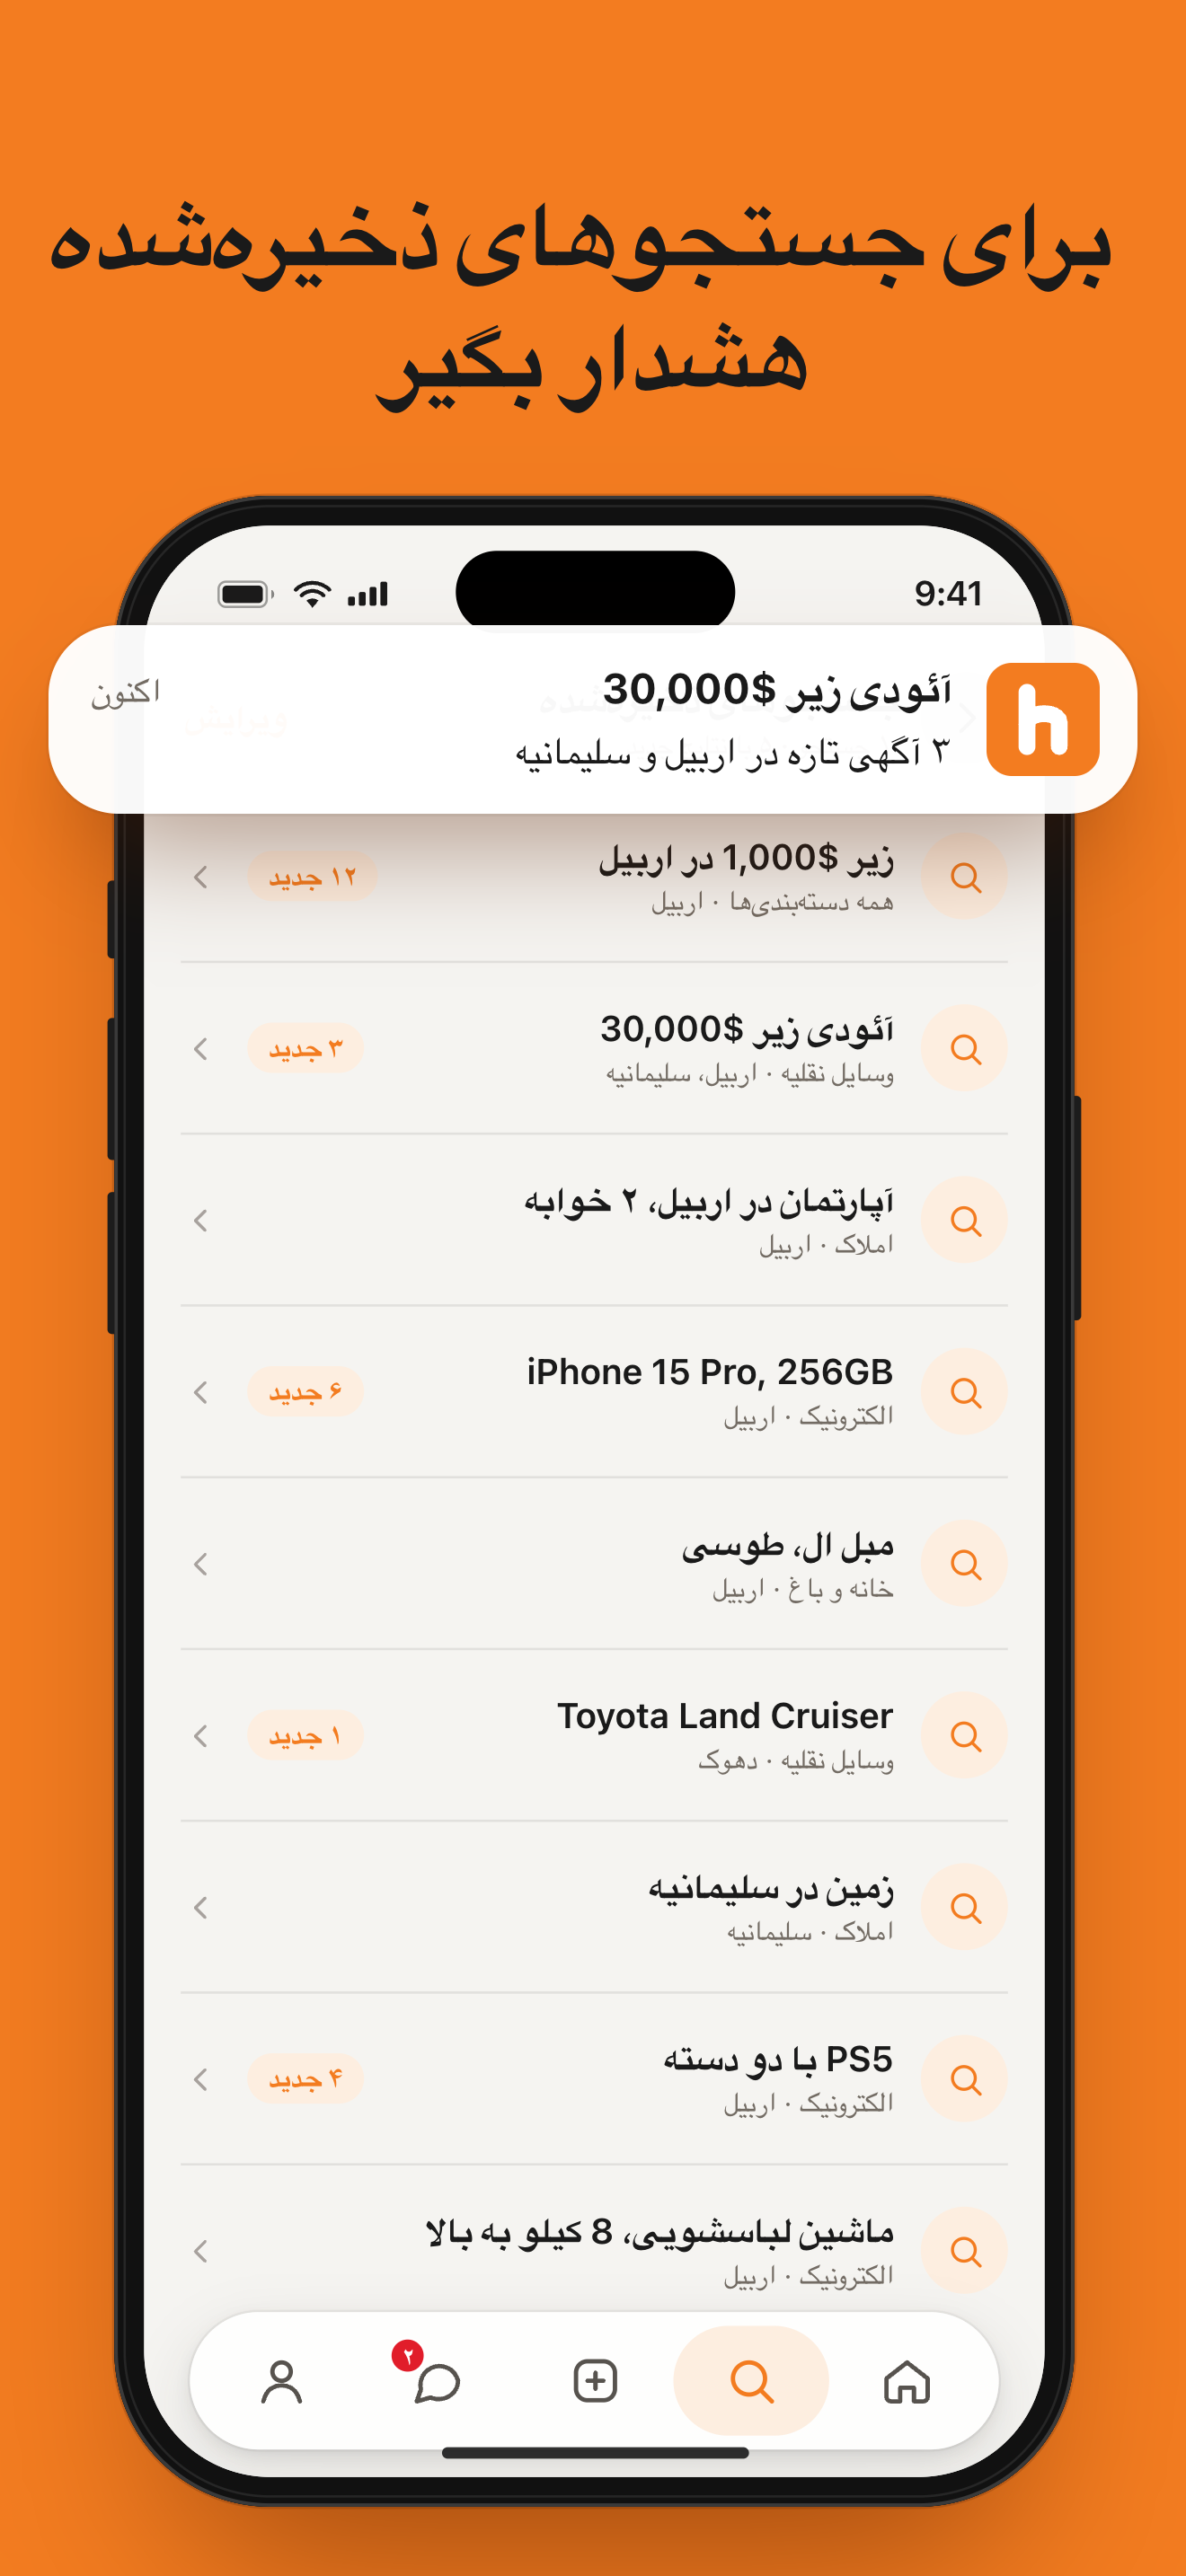 برای جستجوهای ذخیره‌شده
هشدار بگیر
9:41
آئودی زیر $30,000
اکنون
۳ آگهی تازه در اربیل و سلیمانیه
ویرایش
زیر $1,000 در اربیل
۱۲ جدید
همه دسته‌بندی‌ها · اربیل
آئودی زیر $30,000
۳ جدید
وسایل نقلیه · اربیل، سلیمانیه
آپارتمان در اربیل، ۲ خوابه
املاک · اربیل
iPhone 15 Pro, 256GB
۶ جدید
الکترونیک · اربیل
مبل ال، طوسی
خانه و باغ · اربیل
Toyota Land Cruiser
۱ جدید
وسایل نقلیه · دهوک
زمین در سلیمانیه
املاک · سلیمانیه
PS5 با دو دسته
۴ جدید
الکترونیک · اربیل
ماشین لباسشویی، 8 کیلو به بالا
الکترونیک · اربیل
۲